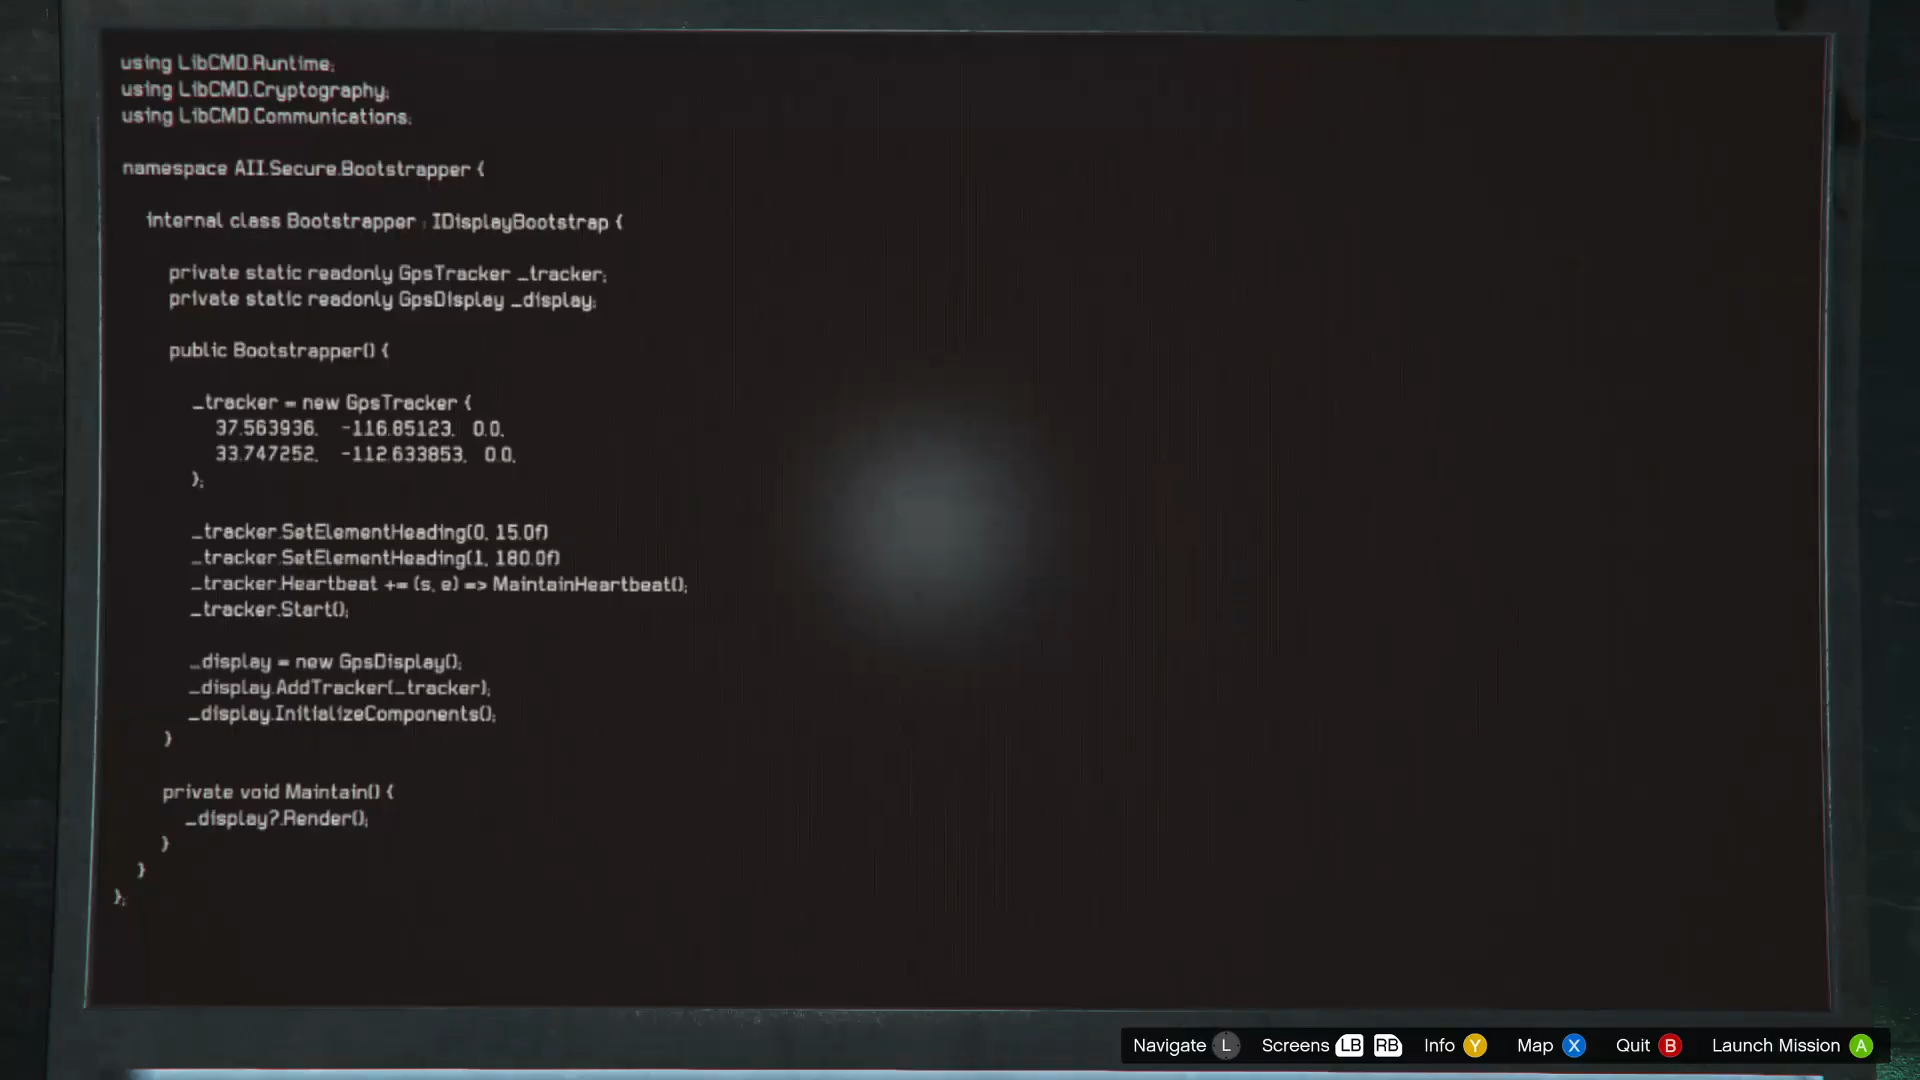 using LibCMD.Runtime;
using LibCMD.Cryptography;
using LibCMD.Communications;
namespace AII.Secure.Bootstrapper {
internal class Bootstrapper : IDisplayBootstrap {
private static readonly GpsTracker _tracker;
private static readonly GpsDisplay _display;
public Bootstrapper() {
_tracker = new GpsTracker {
37.563936, -116.85123, 0.0,
33.747252, -112.633853, 0.0,
};
_tracker.SetElementHeading(0, 15.0f)
_tracker.SetElementHeading(1, 180.0f)
_tracker.Heartbeat += (s, e) => MaintainHeartbeat();
_tracker.Start();
_display = new GpsDisplay();
_display.AddTracker(_tracker);
_display.InitializeComponents();
}
private void Maintain() {
_display?.Render();
}
}
};
Navigate L Screens LB RB Info Y Map X Quit B Launch Mission A